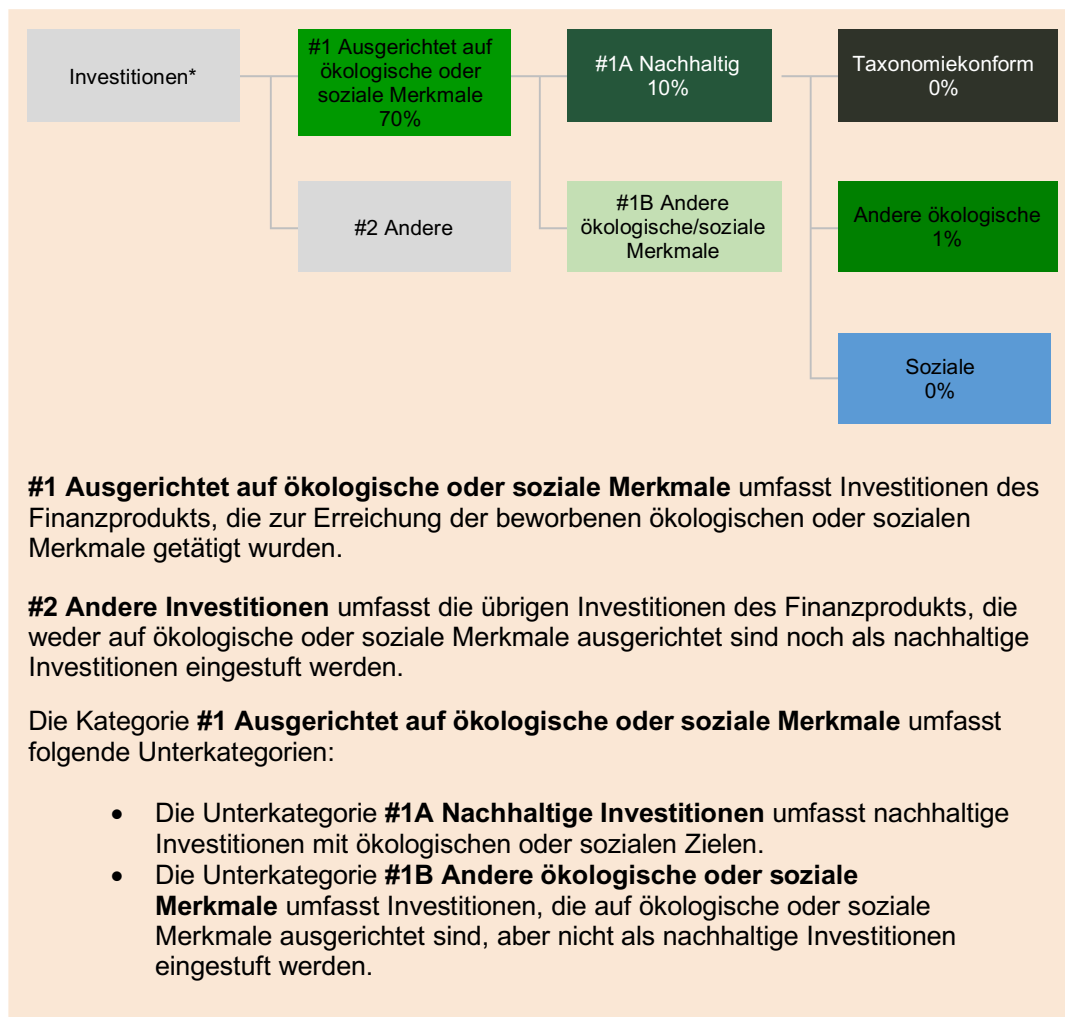 Investitionen*
#1 Ausgerichtet auf
ökologische oder
soziale Merkmale
70%
#1A Nachhaltig
10%
Taxonomiekonform
0%
#2 Andere
#1B Andere
ökologische/soziale
Merkmale
Andere ökologische
1%
Soziale
0%
#1 Ausgerichtet auf ökologische oder soziale Merkmale umfasst Investitionen des
Finanzprodukts, die zur Erreichung der beworbenen ökologischen oder sozialen
Merkmale getätigt wurden.
#2 Andere Investitionen umfasst die übrigen Investitionen des Finanzprodukts, die
weder auf ökologische oder soziale Merkmale ausgerichtet sind noch als nachhaltige
Investitionen eingestuft werden.
Die Kategorie #1 Ausgerichtet auf ökologische oder soziale Merkmale umfasst
folgende Unterkategorien:
• Die Unterkategorie #1A Nachhaltige Investitionen umfasst nachhaltige
Investitionen mit ökologischen oder sozialen Zielen.
• Die Unterkategorie #1B Andere ökologische oder soziale
Merkmale umfasst Investitionen, die auf ökologische oder soziale
Merkmale ausgerichtet sind, aber nicht als nachhaltige Investitionen
eingestuft werden.